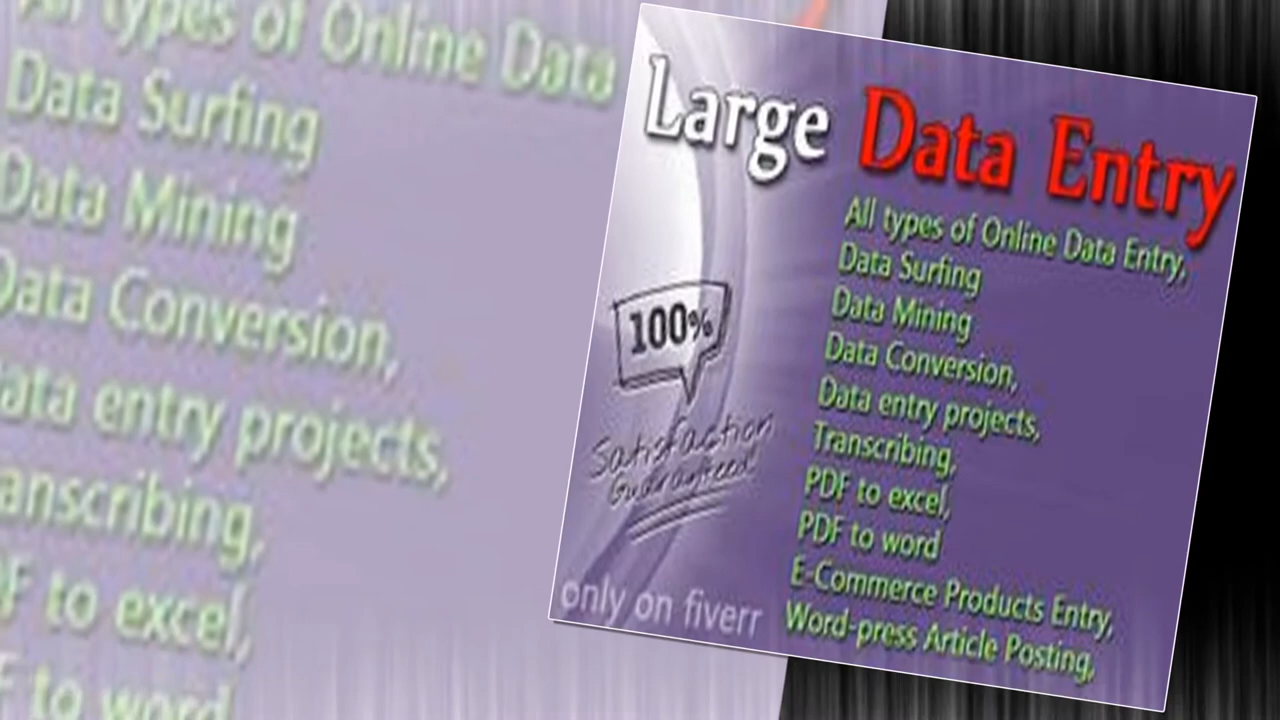 All types of Online Data
Data Surfing
Data Mining
Data Conversion,
ata entry projects,
anscribing,
F to excel,
F to word
Large Data Entry
All types of Online Data Entry,
Data Surfing
Data Mining
Data Conversion,
Data entry projects,
Transcribing,
PDF to excel,
PDF to word
E-Commerce Products Entry,
Word-press Article Posting,
100%
Satisfaction
Guaranteed!
only on fiverr